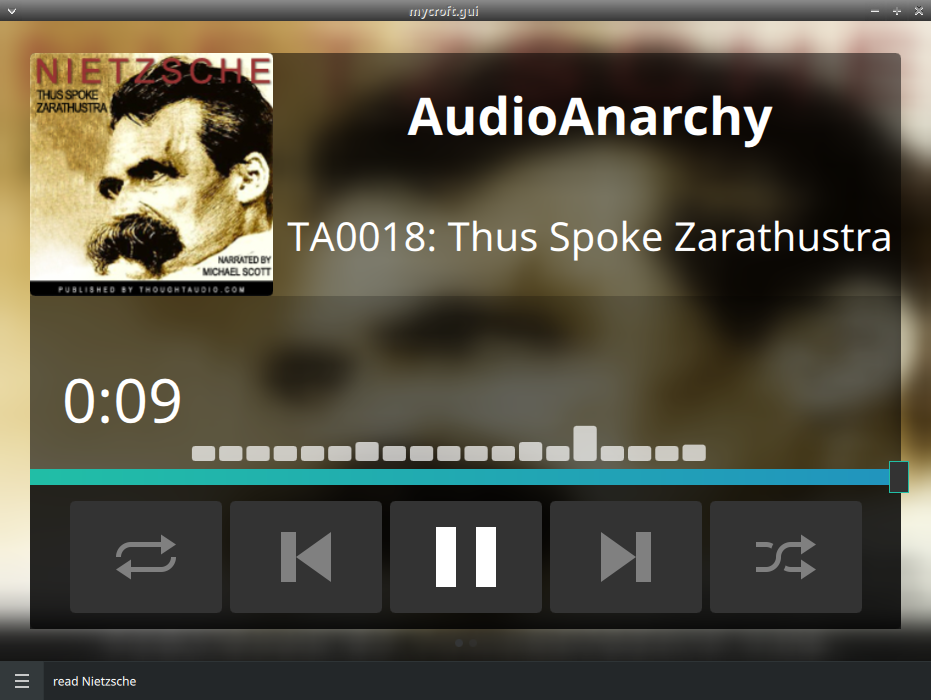 mycroft.gui
NIETZSCHE
THUS SPOKE
ZARATHUSTRA
NARRATED BY
MICHAEL SCOTT
PUBLISHED BY THOUGHTAUDIO.COM
AudioAnarchy
TA0018: Thus Spoke Zarathustra
0:09
read Nietzsche